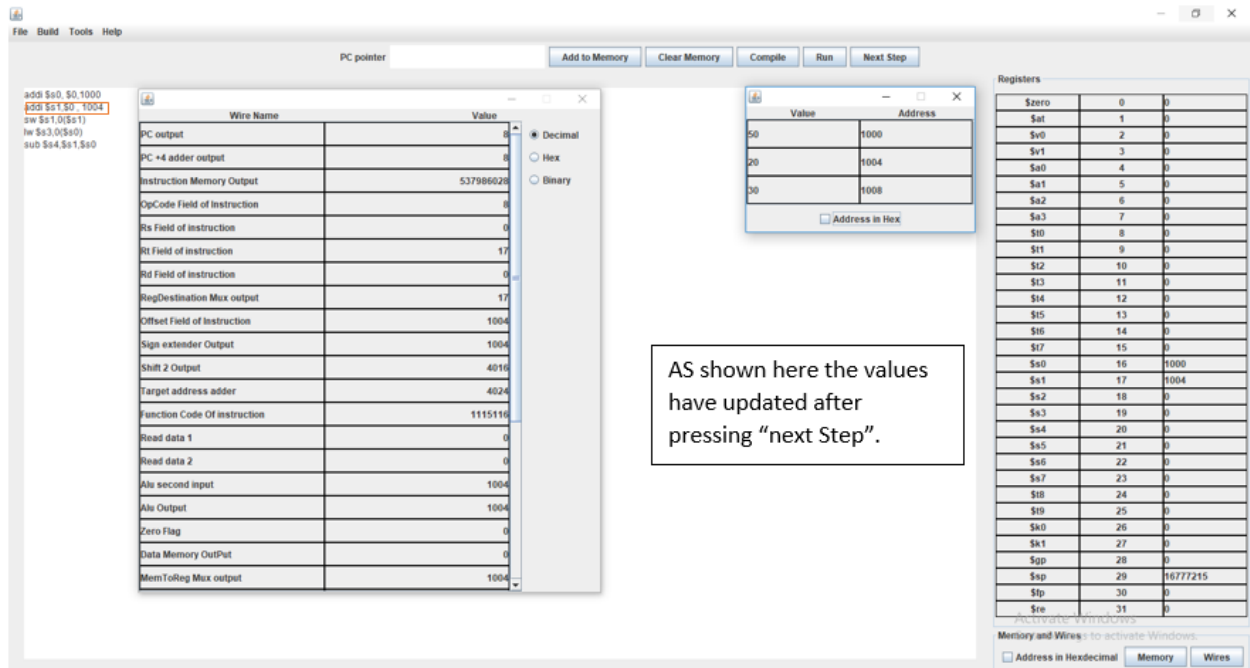 File Build Tools Help
PC pointer Add to Memory Clear Memory Compile Run Next Step
addi $s0, $0,1000
addi $s1,$0 , 1004
sw $s1,0($s1)
lw $s3,0($s0)
sub $s4,$s1,$s0
Wire Name Value
PC output 8
PC +4 adder output 8
Instruction Memory Output 537986028
OpCode Field of Instruction 8
Rs Field of instruction 0
Rt Field of instruction 17
Rd Field of instruction 0
RegDestination Mux output 17
Offset Field of Instruction 1004
Sign extender Output 1004
Shift 2 Output 4016
Target address adder 4024
Function Code Of instruction 1115116
Read data 1 0
Read data 2 0
Alu second input 1004
Alu Output 1004
Zero Flag 0
Data Memory OutPut 0
MemToReg Mux output 1004
Decimal
Hex
Binary
Value Address
50 1000
20 1004
30 1008
Address in Hex
AS shown here the values
have updated after
pressing “next Step”.
Registers
$zero 0 0
$at 1 0
$v0 2 0
$v1 3 0
$a0 4 0
$a1 5 0
$a2 6 0
$a3 7 0
$t0 8 0
$t1 9 0
$t2 10 0
$t3 11 0
$t4 12 0
$t5 13 0
$t6 14 0
$t7 15 0
$s0 16 1000
$s1 17 1004
$s2 18 0
$s3 19 0
$s4 20 0
$s5 21 0
$s6 22 0
$s7 23 0
$t8 24 0
$t9 25 0
$k0 26 0
$k1 27 0
$gp 28 0
$sp 29 16777215
$fp 30 0
$re 31 0
Activate Windows
Memory and Wires to activate Windows.
Address in Hexdecimal Memory Wires